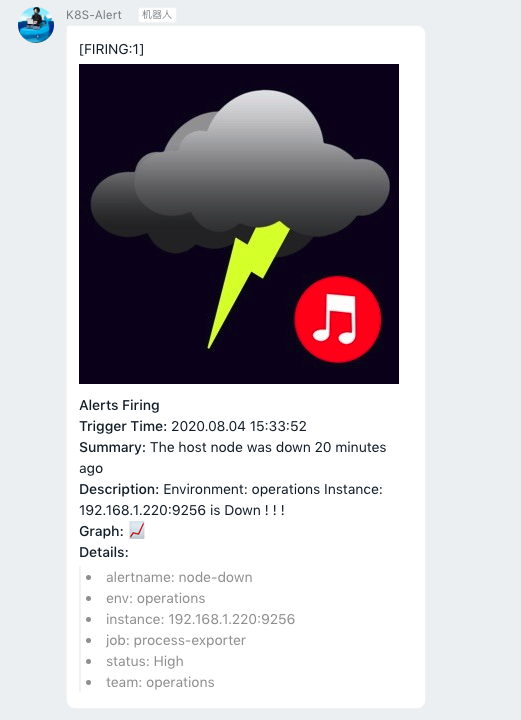 K8S-Alert 机器人
[FIRING:1]
Alerts Firing
Trigger Time: 2020.08.04 15:33:52
Summary: The host node was down 20 minutes
ago
Description: Environment: operations Instance:
192.168.1.220:9256 is Down ! ! !
Graph: 📈
Details:
• alertname: node-down
• env: operations
• instance: 192.168.1.220:9256
• job: process-exporter
• status: High
• team: operations